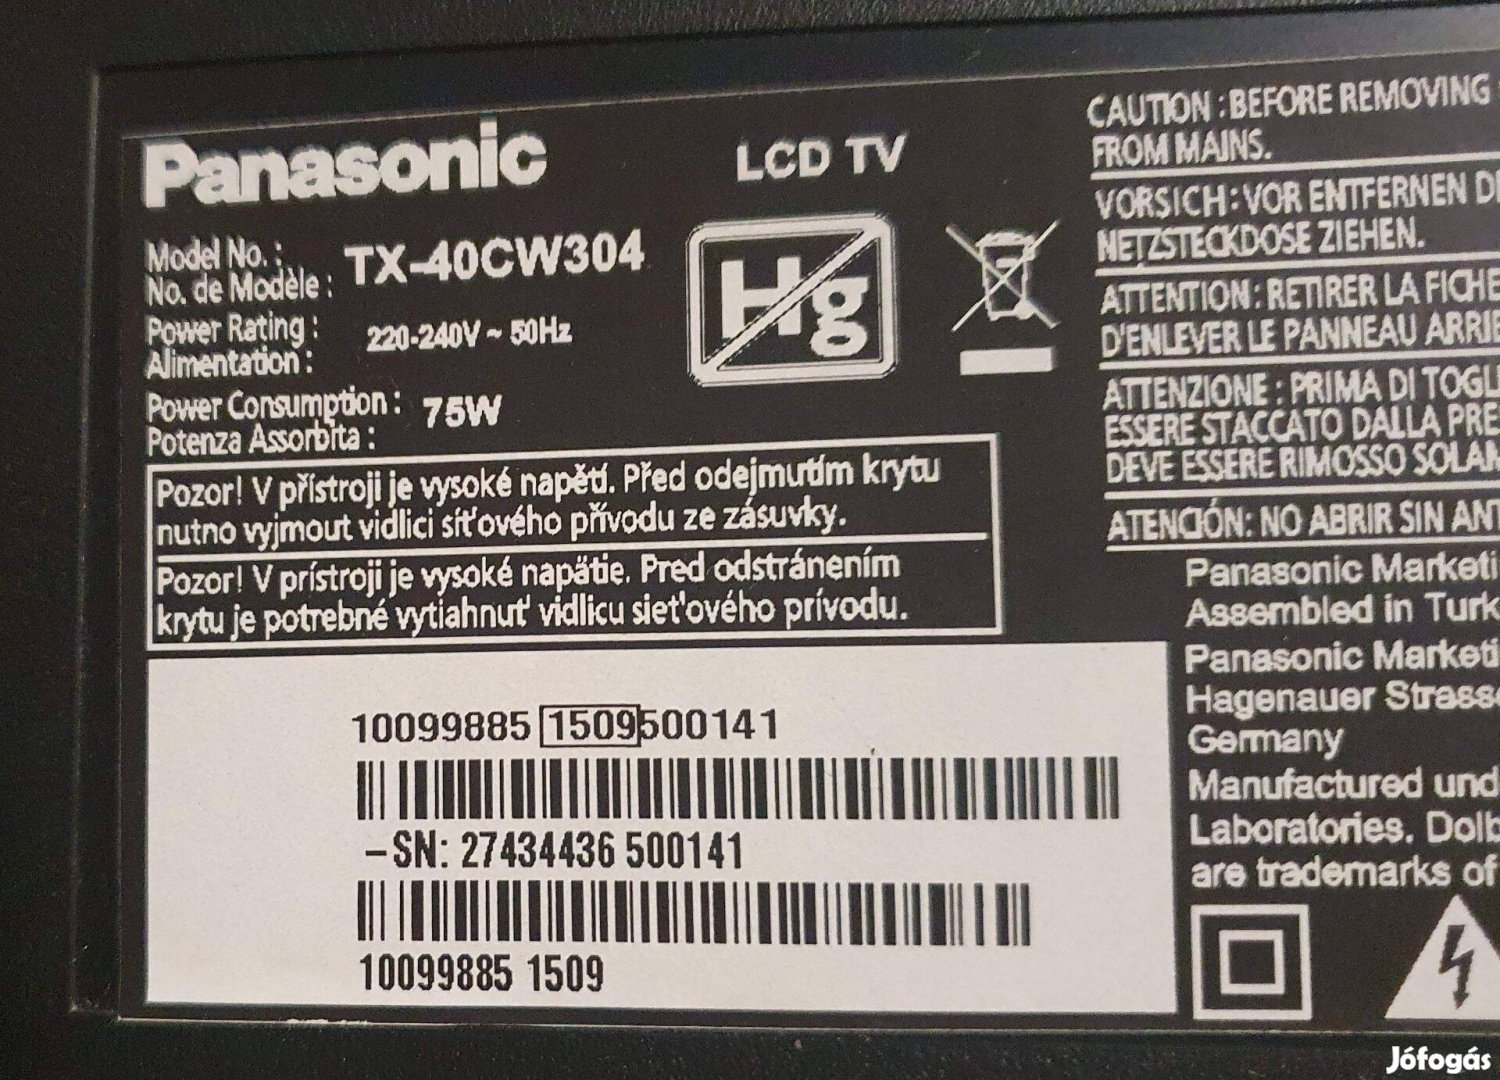 Panasonic
LCD TV
Model No. :
No. de Modèle :
TX-40CW304
Power Rating :
Alimentation :
220-240V ~ 50Hz
Power Consumption :
Potenza Assorbita :
75W
Hg
Pozor! V přístroji je vysoké napětí. Před odejmutím krytu
nutno vyjmout vidlici síťového přívodu ze zásuvky.
Pozor! V prístroji je vysoké napätie. Pred odstránením
krytu je potrebné vytiahnuť vidlicu sieťového prívodu.
10099885 1509500141
-SN: 27434436 500141
10099885 1509
CAUTION : BEFORE REMOVING
FROM MAINS.
VORSICH : VOR ENTFERNEN
NETZSTECKDOSE ZIEHEN.
ATTENTION : RETIRER LA FICHE
D'ENLEVER LE PANNEAU
ATTENZIONE : PRIMA DI
ESSERE STACCATO DALLA
DEVE ESSERE RIMOSSO
ATENCIÓN: NO ABRIR SIN
Panasonic
Assembled in
Panasonic
Hagenauer
Germany
Manufactured
Laboratories.
are trademarks of
Jófogás